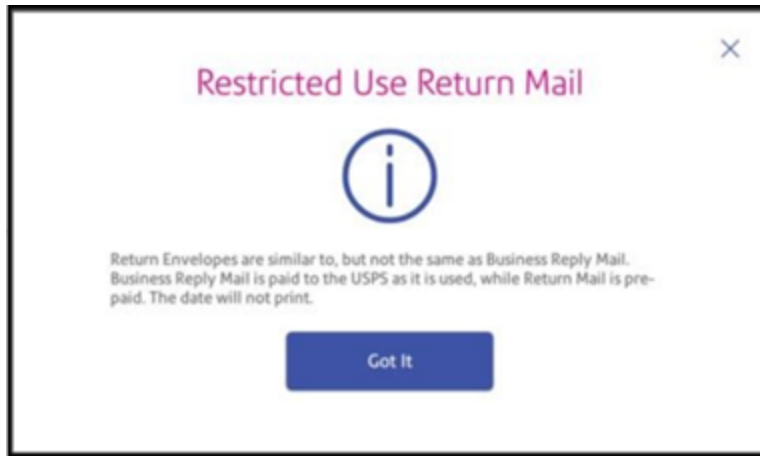 Restricted Use Return Mail
Return Envelopes are similar to, but not the same as Business Reply Mail.
Business Reply Mail is paid to the USPS as it is used, while Return Mail is pre-
paid. The date will not print.
Got It